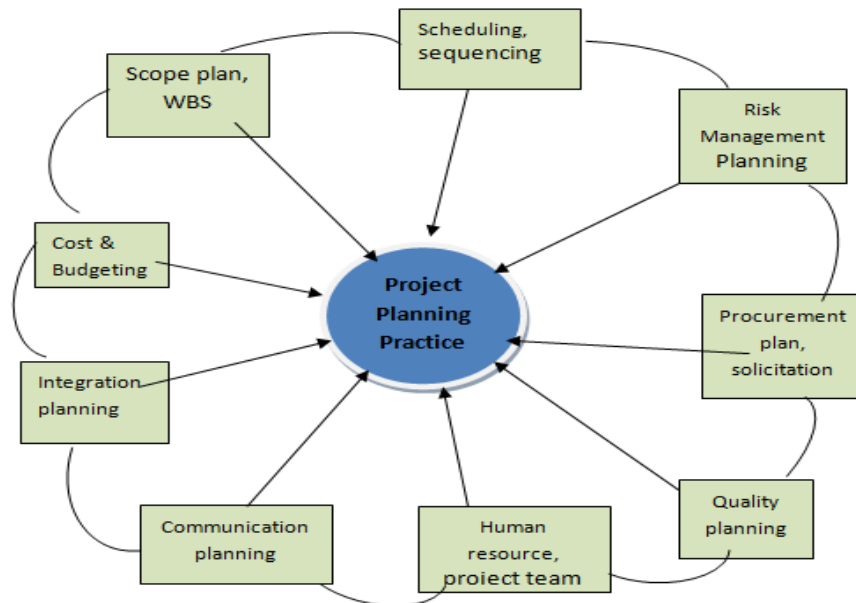 Scheduling,
sequencing
Scope plan,
WBS
Risk
Management
Planning
Cost &
Budgeting
Project
Planning
Practice
Procurement
plan,
solicitation
Integration
planning
Quality
planning
Communication
planning
Human
resource,
project team